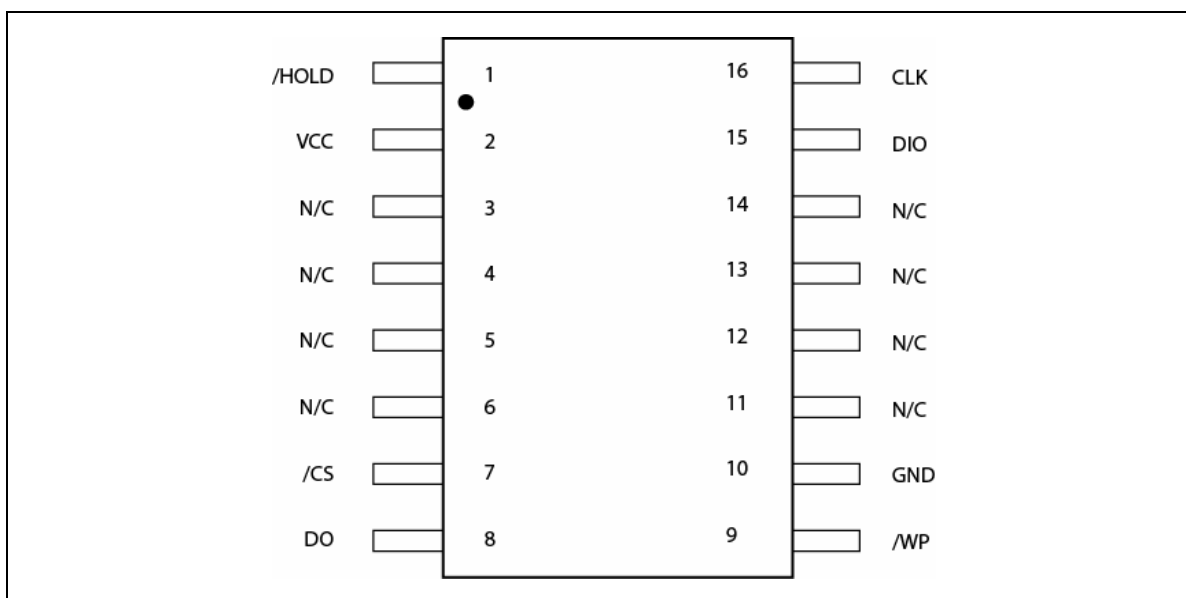 /HOLD 1 16 CLK
VCC 2 15 DIO
N/C 3 14 N/C
N/C 4 13 N/C
N/C 5 12 N/C
N/C 6 11 N/C
/CS 7 10 GND
DO 8 9 /WP